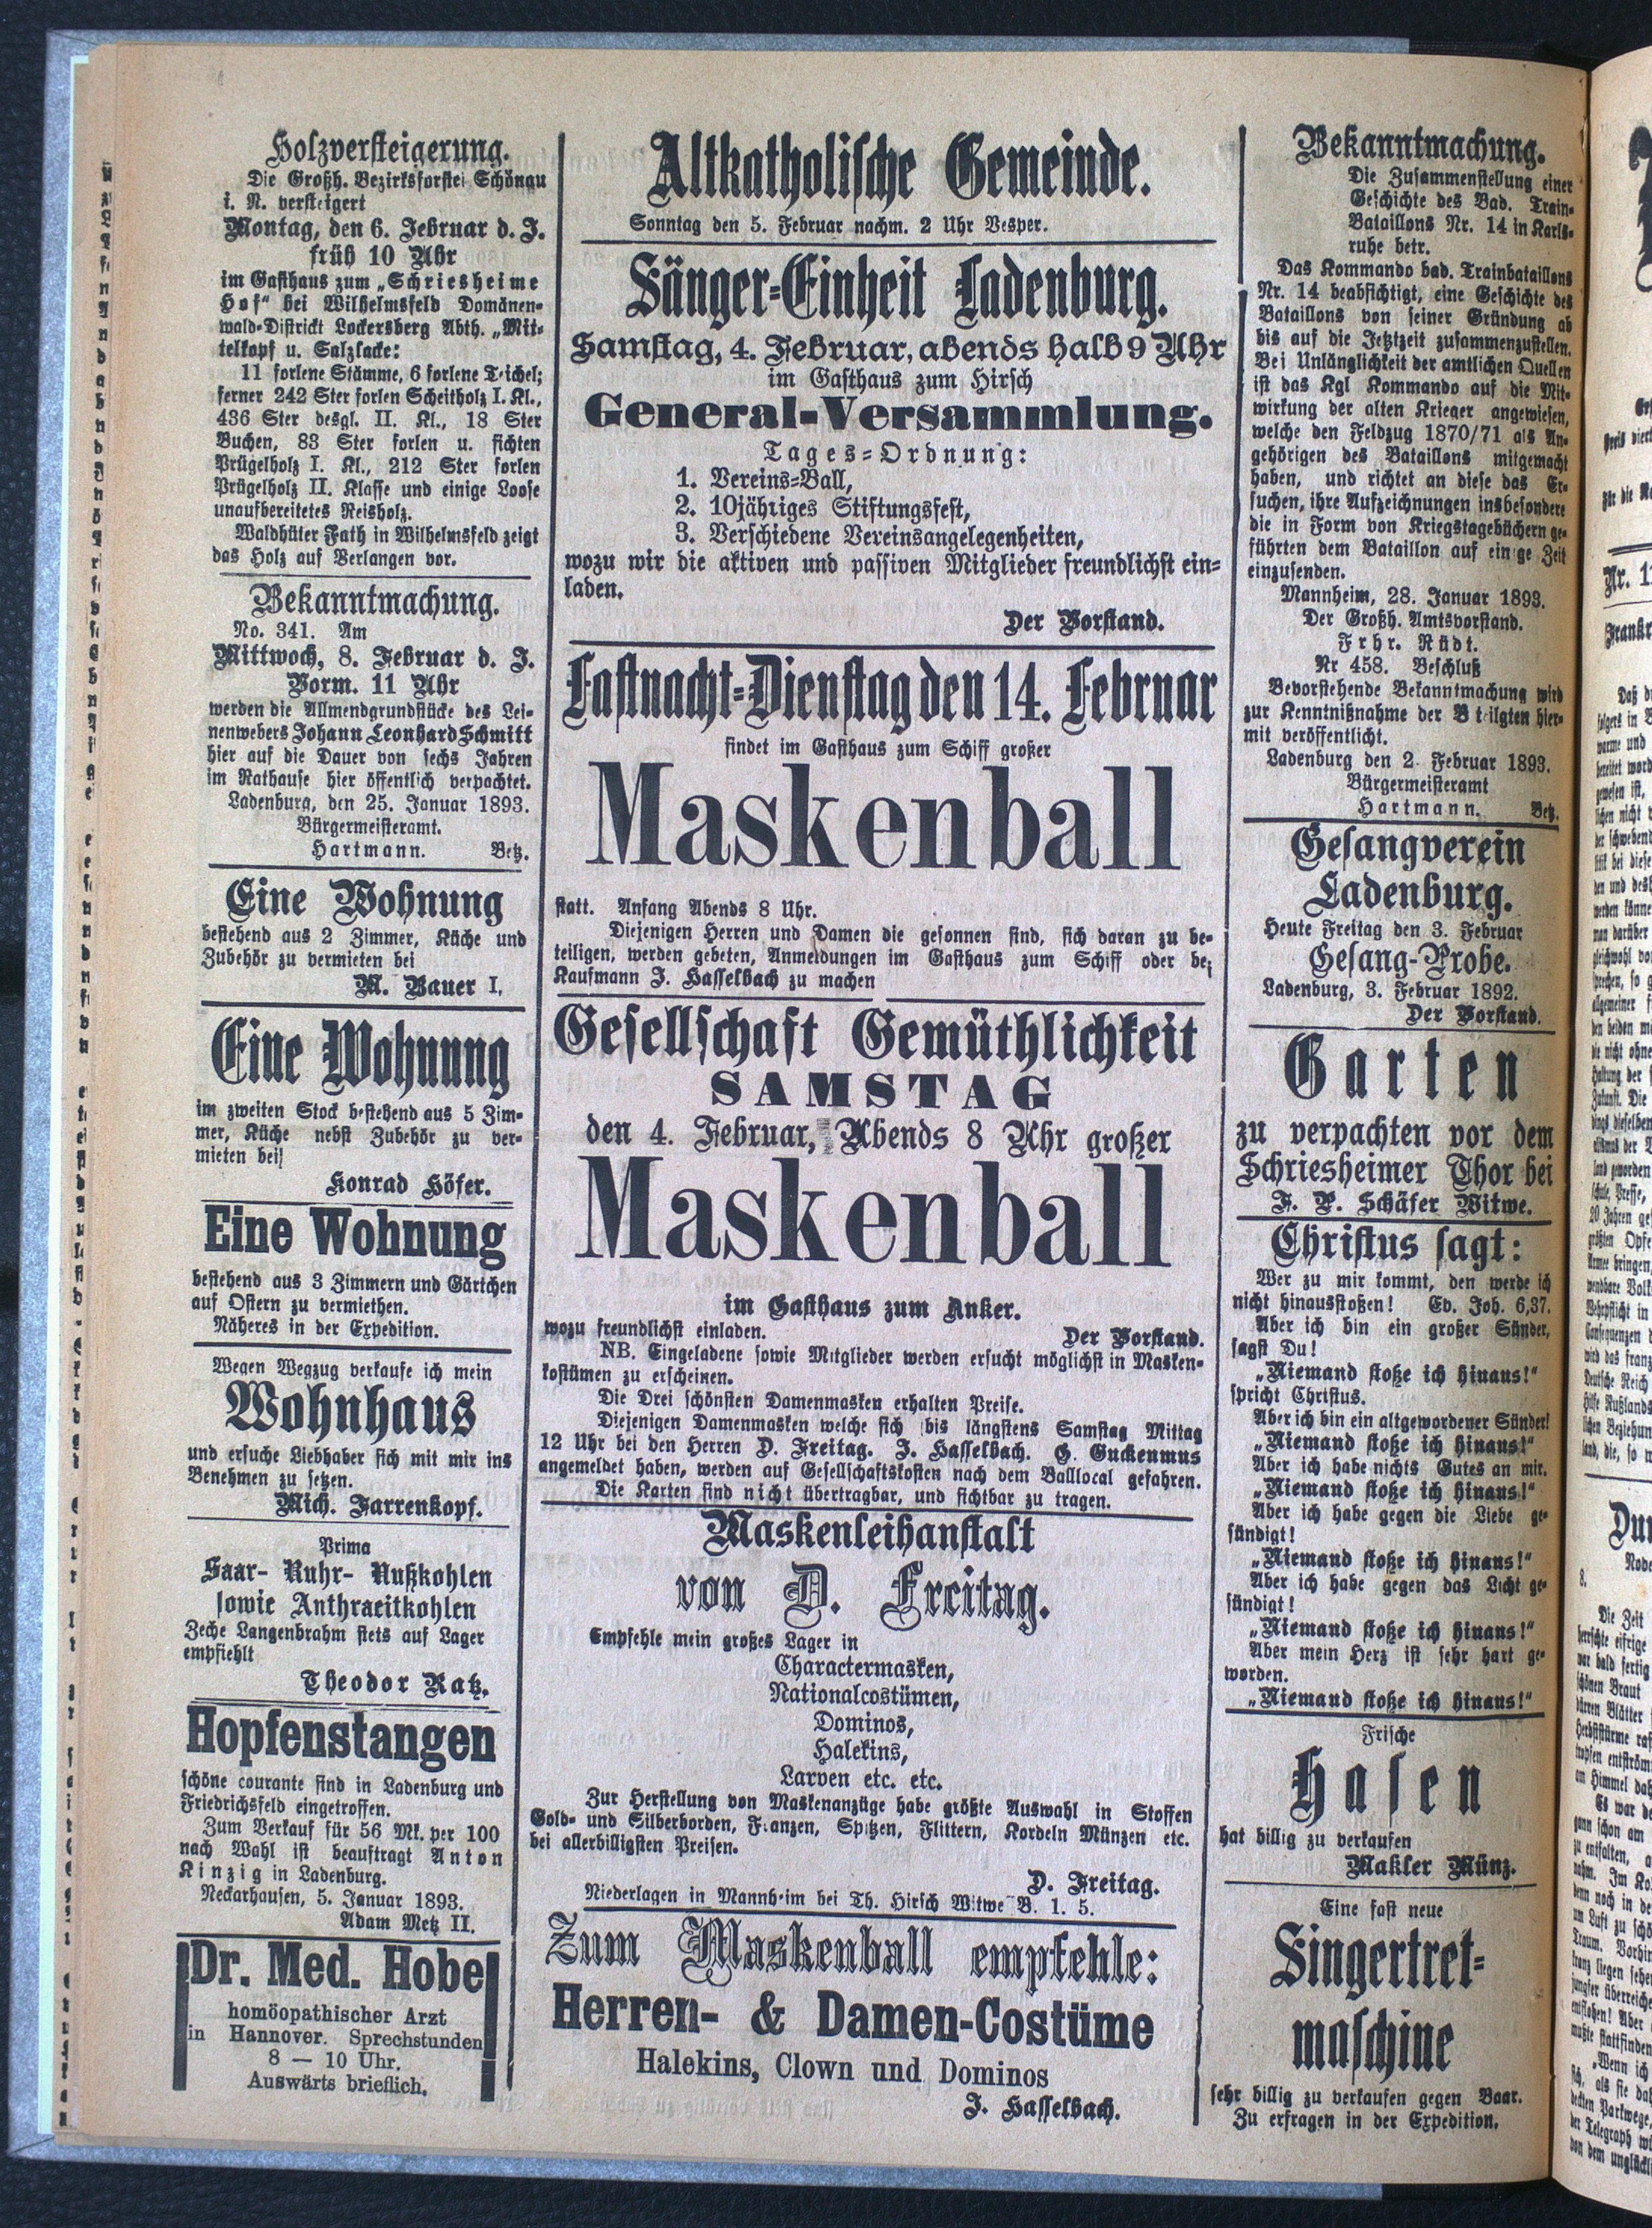 Holzversteigerung.
Die Großh. Bezirksforstei Schönau
i. N. versteigert
Montag, den 6. Februar d. J.
früh 10 Uhr
im Gasthaus zum „Schriesheime
Hof“ bei Wilhelmsfeld Domänen-
wald-Districkt Lockersberg Abth. „Mit-
telkopf u. Salzlacke:
11 forlene Stämme, 6 forlene Teichel;
ferner 242 Ster forlen Scheitholz I. Kl.,
436 Ster desgl. II. Kl., 18 Ster
Buchen, 83 Ster forlen u. fichten
Prügelholz I. Kl., 212 Ster forlen
Prügelholz II. Klasse und einige Loose
unaufbereitetes Reisholz.
Waldhüter Fath in Wilhelmsfeld zeigt
das Holz auf Verlangen vor.
Bekanntmachung.
No. 341. Am
Mittwoch, 8. Februar d. J.
Vorm. 11 Uhr
werden die Allmendgrundstücke des Lei-
nenwebers Johann Leonhard Schmitt
hier auf die Dauer von sechs Jahren
im Rathause hier öffentlich verpachtet.
Ladenburg, den 25. Januar 1893.
Bürgermeisteramt.
Hartmann. Betz.
Eine Wohnung
bestehend aus 2 Zimmer, Küche und
Zubehör zu vermieten bei
M. Bauer I.
Eine Wohnung
im zweiten Stock bestehend aus 5 Zim-
mer, Küche nebst Zubehör zu ver-
mieten bei
Konrad Höfer.
Eine Wohnung
bestehend aus 3 Zimmern und Gärtchen
auf Ostern zu vermiethen.
Näheres in der Expedition.
Wegen Wegzug verkaufe ich mein
Wohnhaus
und ersuche Liebhaber sich mit mir ins
Benehmen zu setzen.
Mich. Farrenkopf.
Prima
Saar- Ruhr- Nußkohlen
sowie Anthracitkohlen
Zeche Langenbrahm stets auf Lager
empfiehlt
Theodor Katz.
Hopfenstangen
schöne courante sind in Ladenburg und
Friedrichsfeld eingetroffen.
Zum Verkauf für 56 Mk. per 100
nach Wahl ist beauftragt Anton
Kinzig in Ladenburg.
Neckarhausen, 5. Januar 1893.
Adam Metz II.
Dr. Med. Hobe
homöopathischer Arzt
in Hannover. Sprechstunden
8 — 10 Uhr.
Auswärts brieflich.
Altkatholische Gemeinde.
Sonntag den 5. Februar nachm. 2 Uhr Vesper.
Sänger-Einheit Ladenburg.
Samstag, 4. Februar, abends halb 9 Uhr
im Gasthaus zum Hirsch
General-Versammlung.
Tages-Ordnung:
1. Vereins-Ball,
2. 10jähriges Stiftungsfest,
3. Verschiedene Vereinsangelegenheiten,
wozu wir die aktiven und passiven Mitglieder freundlichst ein-
laden.
Der Vorstand.
Fastnacht-Dienstag den 14. Februar
findet im Gasthaus zum Schiff großer
Maskenball
statt. Anfang Abends 8 Uhr.
Diejenigen Herren und Damen die gesonnen sind, sich daran zu be-
teiligen, werden gebeten, Anmeldungen im Gasthaus zum Schiff oder bei
Kaufmann J. Hasselbach zu machen
Gesellschaft Gemüthlichkeit
SAMSTAG
den 4. Februar, Abends 8 Uhr großer
Maskenball
im Gasthaus zum Anker.
wozu freundlichst einladen.
Der Vorstand.
NB. Eingeladene sowie Mitglieder werden ersucht möglichst in Masken-
kostümen zu erscheinen.
Die Drei schönsten Damenmasken erhalten Preise.
Diejenigen Damenmasken welche sich bis längstens Samstag Mittag
12 Uhr bei den Herren D. Freitag. J. Hasselbach. G. Guckenmus
angemeldet haben, werden auf Gesellschaftskosten nach dem Balllocal gefahren.
Die Karten sind nicht übertragbar, und sichtbar zu tragen.
Maskenleihanstalt
von D. Freitag.
Empfehle mein großes Lager in
Charactermasken,
Nationalcostümen,
Dominos,
Halekins,
Larven etc. etc.
Zur Herstellung von Maskenanzüge habe größte Auswahl in Stoffen
Gold- und Silberborden, Franzen, Spitzen, Flittern, Kordeln Münzen etc.
bei allerbilligsten Preisen.
D. Freitag.
Niederlagen in Mannheim bei Th. Hirsch Witwe B. 1. 5.
Zum Maskenball empfehle:
Herren- & Damen-Costüme
Halekins, Clown und Dominos
J. Hasselbach.
Bekanntmachung.
Die Zusammenstellung einer
Geschichte des Bad. Train-
Bataillons Nr. 14 in Karls-
ruhe betr.
Das Kommando bad. Trainbataillons
Nr. 14 beabsichtigt, eine Geschichte des
Bataillons von seiner Gründung ab
bis auf die Jetztzeit zusammenzustellen.
Bei Unlänglichkeit der amtlichen Quellen
ist das Kgl Kommando auf die Mit-
wirkung der alten Krieger angewiesen,
welche den Feldzug 1870/71 als An-
gehörigen des Bataillons mitgemacht
haben, und richtet an diese das Er-
suchen, ihre Aufzeichnungen insbesondere
die in Form von Kriegstagebüchern ge-
führten dem Bataillon auf einige Zeit
einzusenden.
Mannheim, 28. Januar 1893.
Der Großh. Amtsvorstand.
Frhr. Rüdt.
Nr 458. Beschluß
Bevorstehende Bekanntmachung wird
zur Kenntnißnahme der Beteilgten hier-
mit veröffentlicht.
Ladenburg den 2. Februar 1893.
Bürgermeisteramt
Hartmann. Betz.
Gesangverein
Ladenburg.
Heute Freitag den 3. Februar
Gesang-Probe.
Ladenburg, 3. Februar 1892.
Der Vorstand.
Garten
zu verpachten vor dem
Schriesheimer Thor bei
J. P. Schäfer Witwe.
Christus sagt:
Wer zu mir kommt, den werde ich
nicht hinausstoßen! Ev. Joh. 6,37.
Aber ich bin ein großer Sünder,
sagst Du!
„Niemand stoße ich hinaus!“
spricht Christus.
Aber ich bin ein altgewordener Sünder!
„Niemand stoße ich hinaus!“
Aber ich habe nichts Gutes an mir.
„Niemand stoße ich hinaus!“
Aber ich habe gegen die Liebe ge-
sündigt!
„Niemand stoße ich hinaus!“
Aber ich habe gegen das Licht ge-
sündigt!
„Niemand stoße ich hinaus!“
Aber mein Herz ist sehr hart ge-
worden.
„Niemand stoße ich hinaus!“
Frische
Hasen
hat billig zu verkaufen
Makler Münz.
Eine fast neue
Singertret-
maschine
sehr billig zu verkaufen gegen Baar.
Zu erfragen in der Expedition.